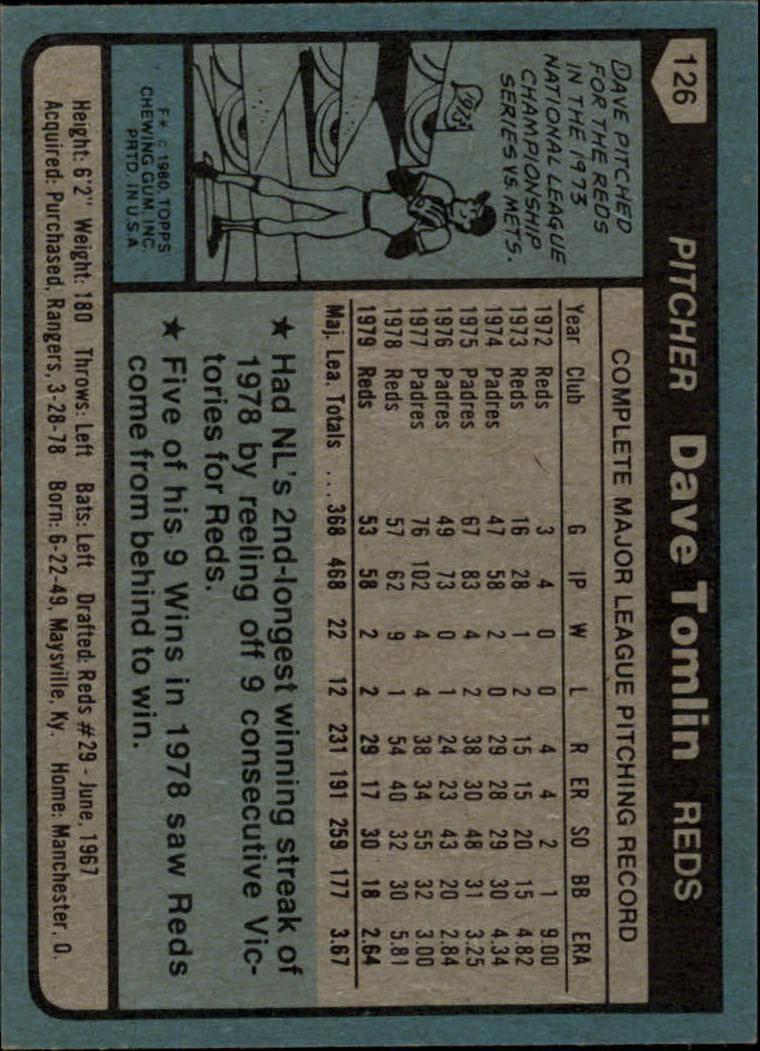 126
PITCHER Dave Tomlin REDS
DAVE PITCHED
FOR THE REDS
IN THE 1973
NATIONAL LEAGUE
CHAMPIONSHIP
SERIES VS. METS.
1973
F* © 1980, TOPPS
CHEWING GUM, INC.
PRTD. IN U.S.A.
COMPLETE MAJOR LEAGUE PITCHING RECORD
Year Club G IP W L R ER SO BB ERA
1972 Reds 3 4 0 0 4 4 2 1 9.00
1973 Reds 16 28 1 2 15 15 20 15 4.82
1974 Padres 47 58 2 0 29 28 29 30 4.34
1975 Padres 67 83 4 2 38 30 48 31 3.25
1976 Padres 49 73 0 1 24 23 43 20 2.84
1977 Padres 76 102 4 4 38 34 55 32 3.00
1978 Reds 57 62 9 1 54 40 32 30 5.81
1979 Reds 53 58 2 2 29 17 30 18 2.64
Maj. Lea. Totals ... 368 468 22 12 231 191 259 177 3.67
★ Had NL's 2nd-longest winning streak of
1978 by reeling off 9 consecutive Vic-
tories for Reds.
★ Five of his 9 Wins in 1978 saw Reds
come from behind to win.
Height: 6'2" Weight: 180 Throws: Left Bats: Left Drafted: Reds #29 - June, 1967
Acquired: Purchased, Rangers, 3-28-78 Born: 6-22-49, Maysville, Ky. Home: Manchester, O.